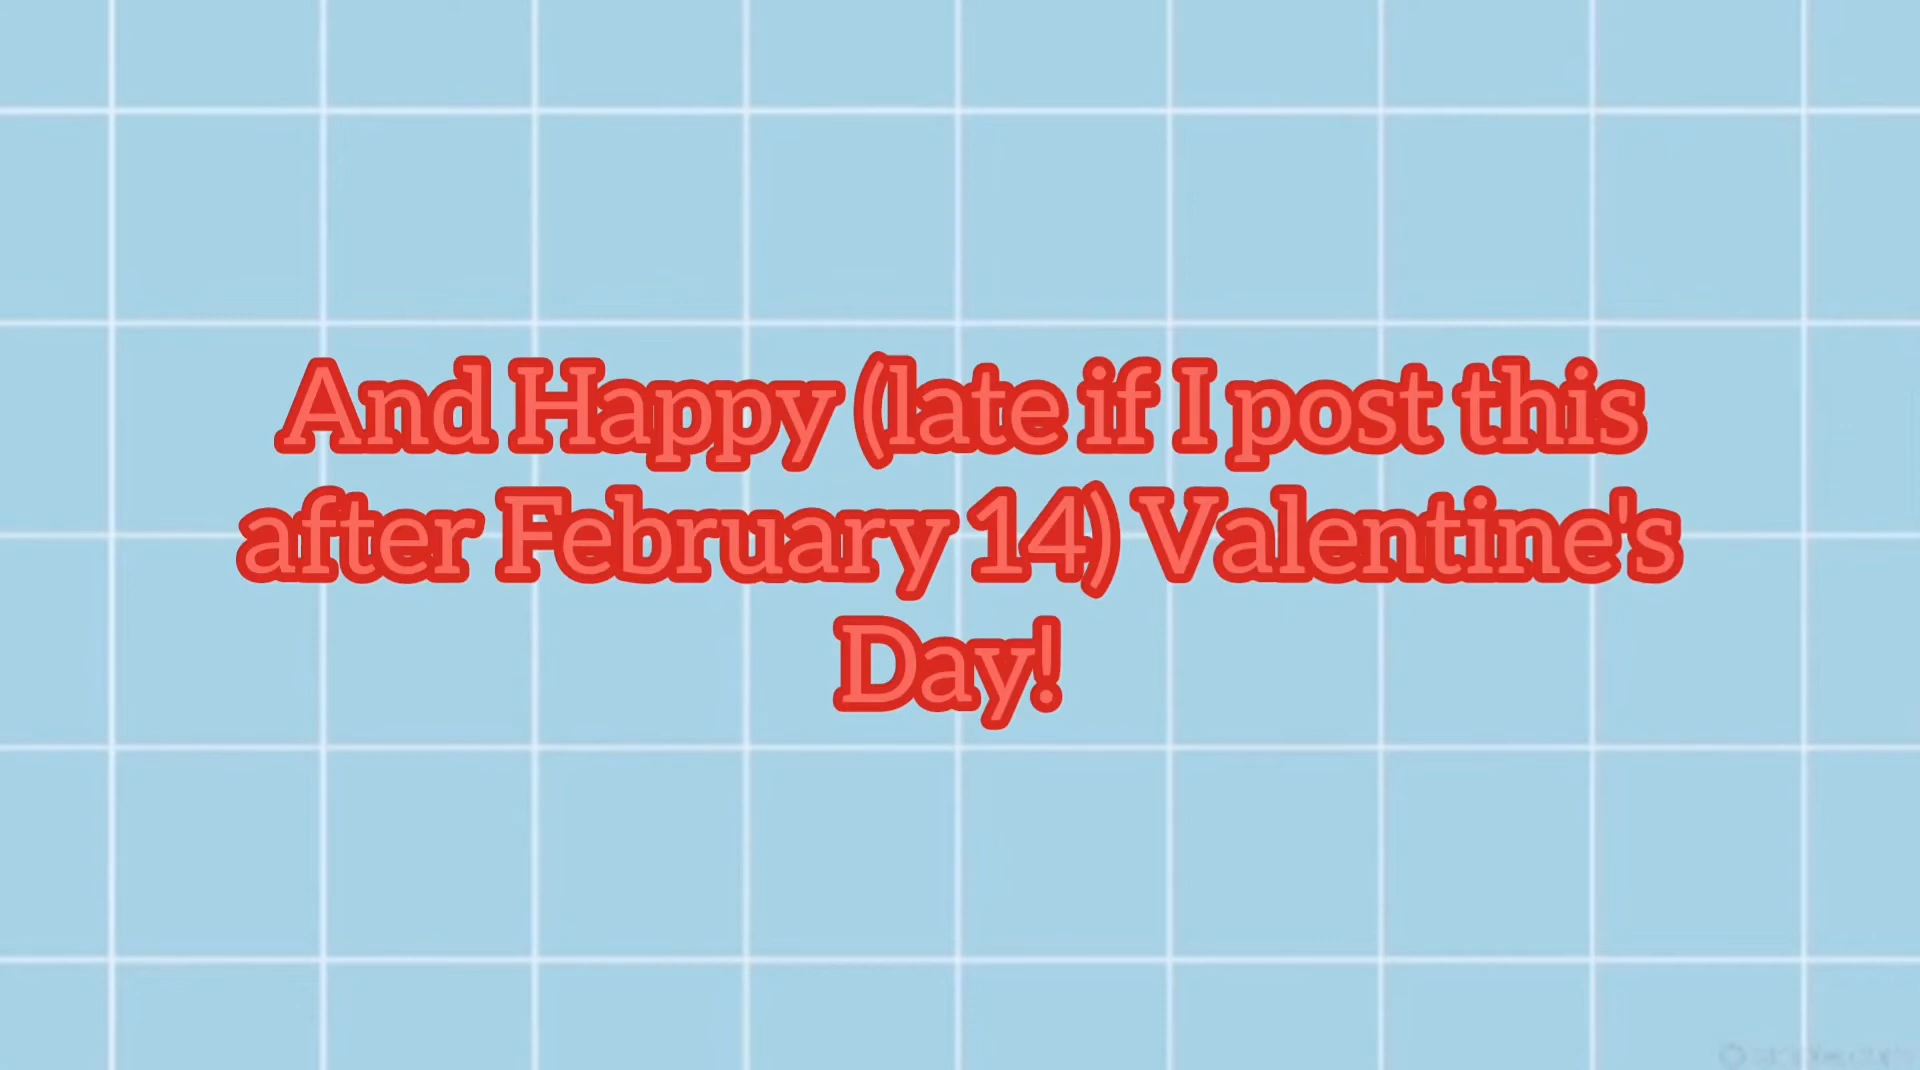 And Happy (late if I post this
after February 14) Valentine's
Day!